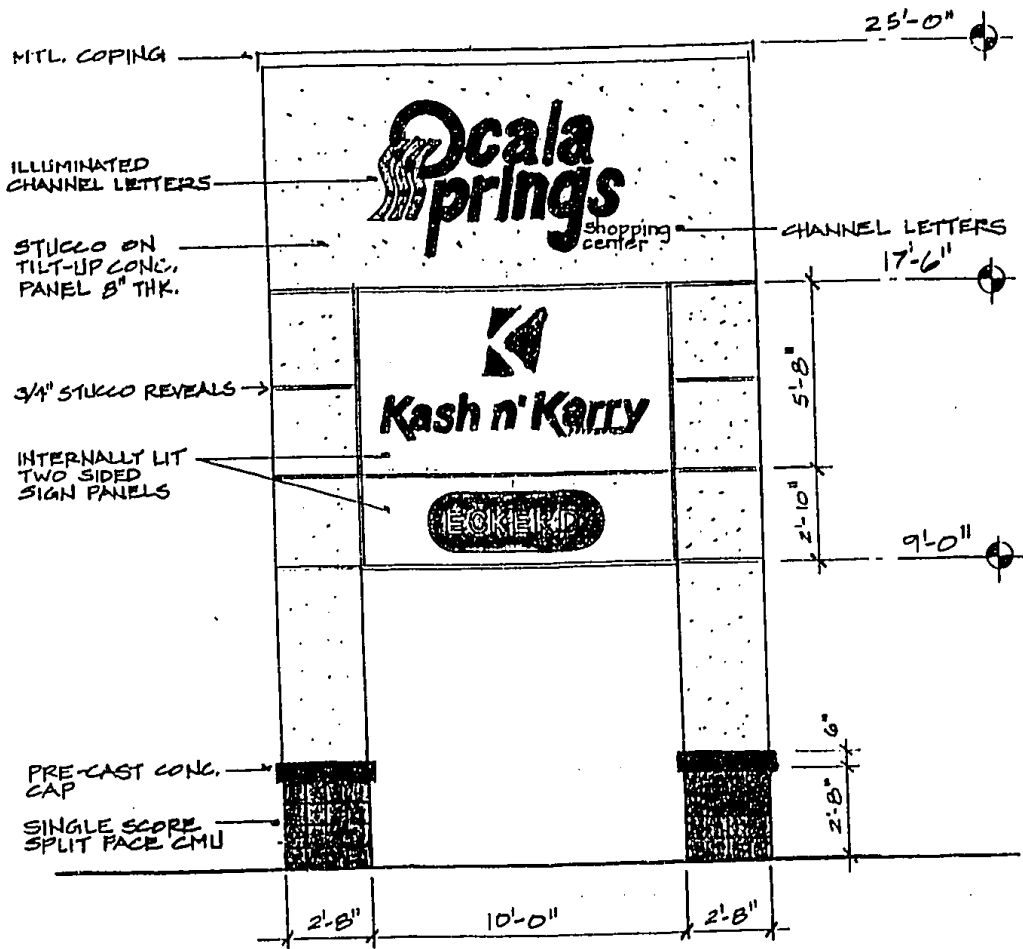 25'-0"
MTL. COPING
Ocala
Springs
shopping
center
ILLUMINATED
CHANNEL LETTERS
CHANNEL LETTERS
STUCCO ON
TILT-UP CONC.
PANEL 8" THK.
17'-6"
K
Kash n' Karry
5'-8"
3/4" STUCCO REVEALS
INTERNALLY LIT
TWO SIDED
SIGN PANELS
ECKERD
2'-10"
9'-0"
6"
PRE-CAST CONC.
CAP
2'-8"
SINGLE SCORE
SPLIT FACE CMU
2'-8" 10'-0" 2'-8"